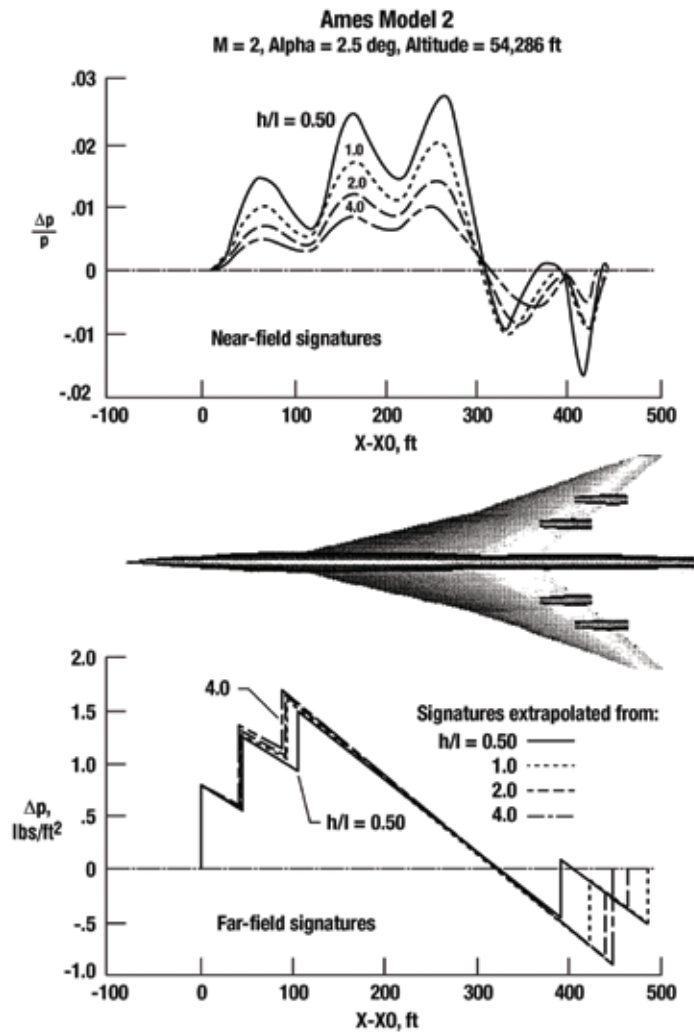 Ames Model 2
M = 2, Alpha = 2.5 deg, Altitude = 54,286 ft
.03
.02
.01
0
-.01
-.02
Δp
p
h/l = 0.50
1.0
2.0
4.0
Near-field signatures
-100 0 100 200 300 400 500
X-XO, ft
2.0
1.5
1.0
.5
0
-.5
-1.0
Δp,
lbs/ft²
4.0
h/l = 0.50
Signatures extrapolated from:
h/l = 0.50
1.0
2.0
4.0
Far-field signatures
-100 0 100 200 300 400 500
X-XO, ft